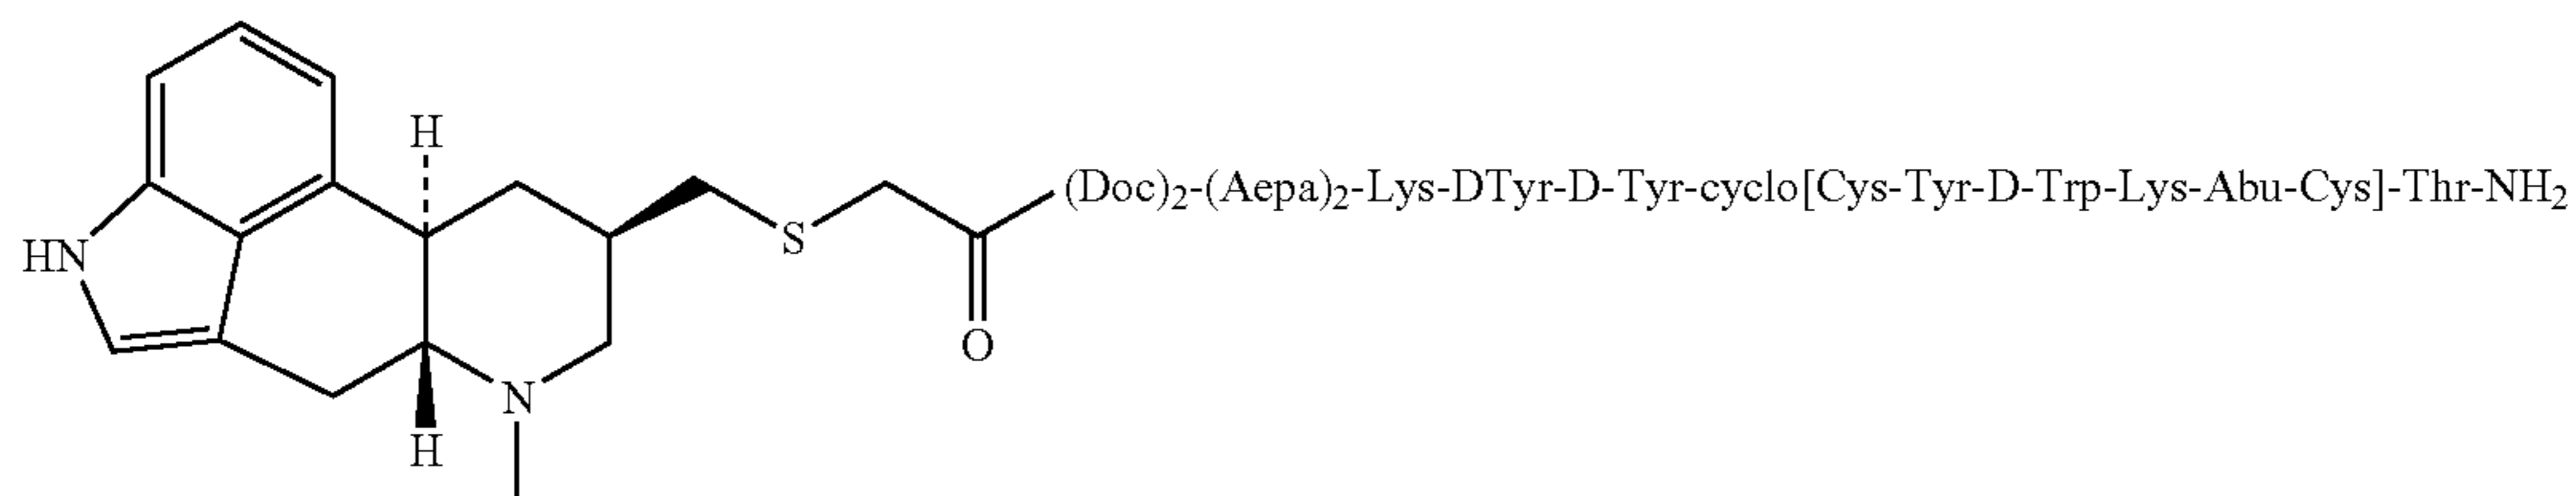 H
(Doc)2-(Aepa)2-Lys-DTyr-D-Tyr-cyclo[Cys-Tyr-D-Trp-Lys-Abu-Cys]-Thr-NH2
S
HN
O
N
H